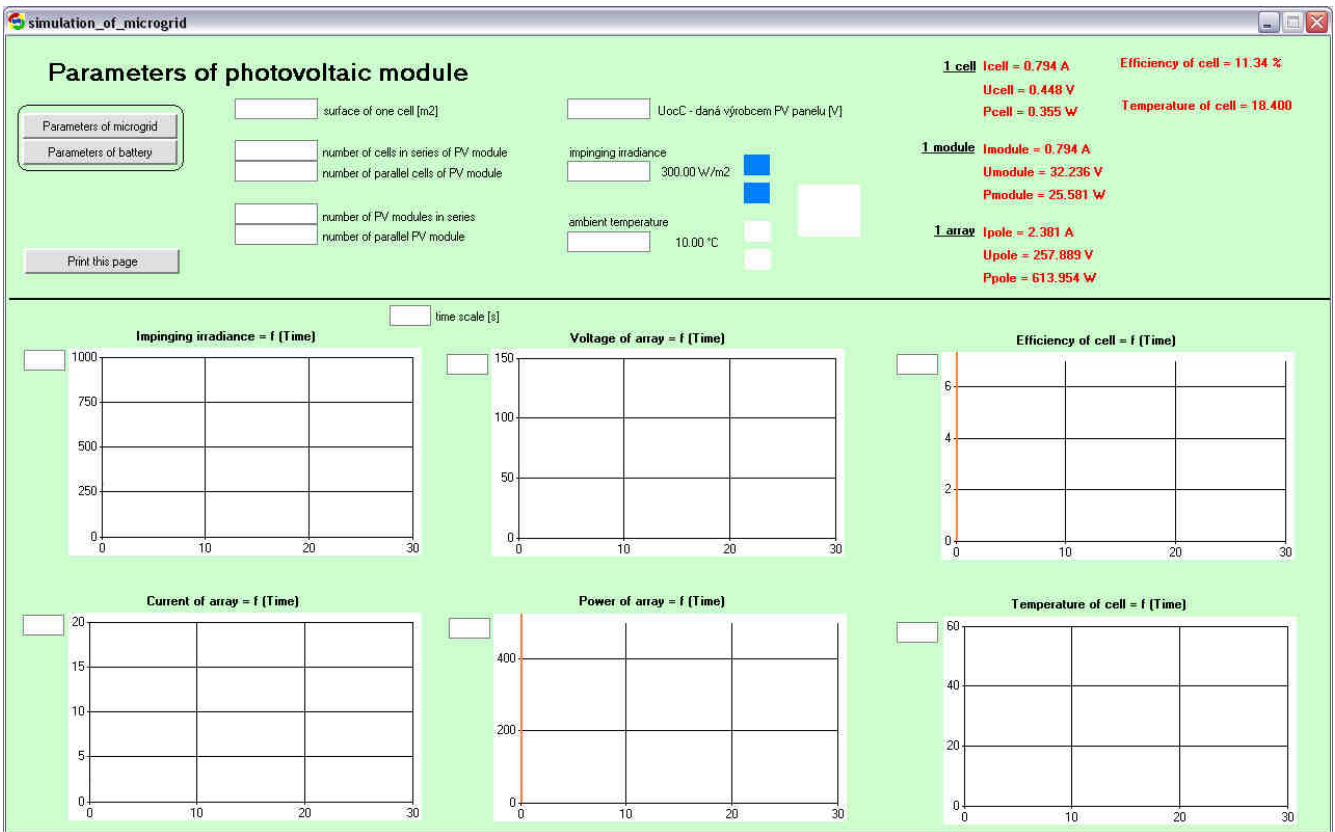 simulation_of_microgrid
Parameters of photovoltaic module
Parameters of microgrid
Parameters of battery
Print this page
surface of one cell [m2]
number of cells in series of PV module
number of parallel cells of PV module
number of PV modules in series
number of parallel PV module
UocC - daná výrobcem PV panelu [V]
impinging irradiance
300.00 W/m2
ambient temperature
10.00 °C
1 cell Icell = 0.794 A
Ucell = 0.448 V
Pcell = 0.355 W
Efficiency of cell = 11.34 %
Temperature of cell = 18.400
1 module Imodule = 0.794 A
Umodule = 32.236 V
Pmodule = 25.581 W
1 array Ipole = 2.381 A
Upole = 257.889 V
Ppole = 613.954 W
time scale [s]
Impinging irradiance = f (Time)
1000
750
500
250
0
0 10 20 30
Voltage of array = f (Time)
150
100
50
0
0 10 20 30
Efficiency of cell = f (Time)
6
4
2
0
0 10 20 30
Current of array = f (Time)
20
15
10
5
0
0 10 20 30
Power of array = f (Time)
400
200
0
0 10 20 30
Temperature of cell = f (Time)
60
40
20
0
0 10 20 30